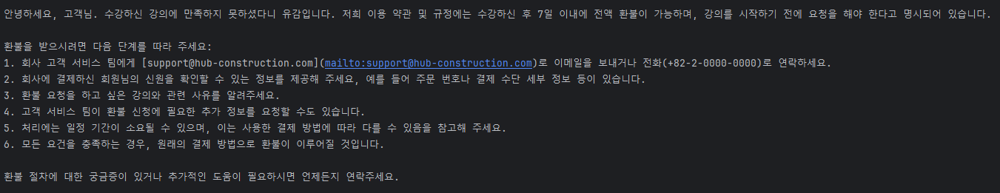 안녕하세요, 고객님. 수강하신 강의에 만족하지 못하셨다니 유감입니다. 저희 이용 약관 및 규정에는 수강하신 후 7일 이내에 전액 환불이 가능하며, 강의를 시작하기 전에 요청을 해야 한다고 명시되어 있습니다.
환불을 받으시려면 다음 단계를 따라 주세요:
1. 회사 고객 서비스 팀에게 [support@hub-construction.com](mailto:support@hub-construction.com)로 이메일을 보내거나 전화(+82-2-0000-0000)로 연락하세요.
2. 회사에 결제하신 회원님의 신원을 확인할 수 있는 정보를 제공해 주세요, 예를 들어 주문 번호나 결제 수단 세부 정보 등이 있습니다.
3. 환불 요청을 하고 싶은 강의와 관련 사유를 알려주세요.
4. 고객 서비스 팀이 환불 신청에 필요한 추가 정보를 요청할 수도 있습니다.
5. 처리에는 일정 기간이 소요될 수 있으며, 이는 사용한 결제 방법에 따라 다를 수 있음을 참고해 주세요.
6. 모든 요건을 충족하는 경우, 원래의 결제 방법으로 환불이 이루어질 것입니다.
환불 절차에 대한 궁금증이 있거나 추가적인 도움이 필요하시면 언제든지 연락주세요.